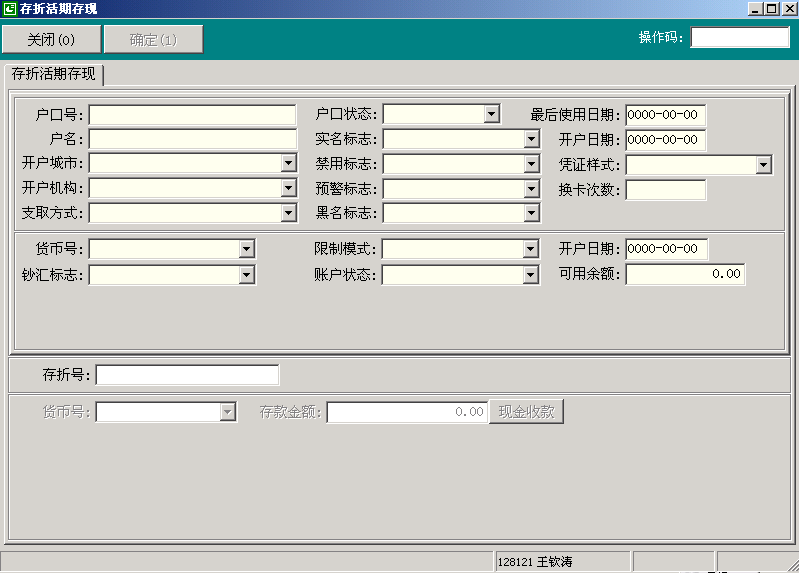 存折活期存现
关闭(0) 确定(1) 操作码:
存折活期存现
户口号: 户口状态: 最后使用日期: 0000-00-00
户名: 实名标志: 开户日期: 0000-00-00
开户城市: 禁用标志: 凭证样式:
开户机构: 预警标志: 换卡次数:
支取方式: 黑名标志:
货币号: 限制模式: 开户日期: 0000-00-00
钞汇标志: 账户状态: 可用余额: 0.00
存折号:
货币号: 存款金额: 0.00 现金收款
128121 王钦涛